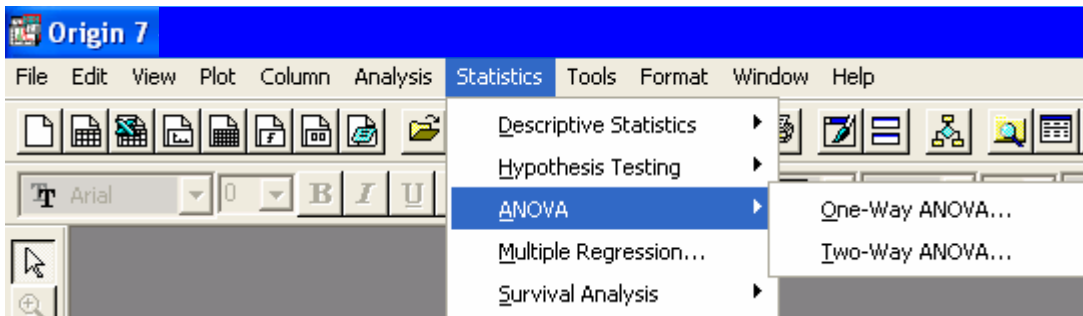 Origin 7
File Edit View Plot Column Analysis Statistics Tools Format Window Help
Descriptive Statistics
Hypothesis Testing
Arial 0 B I U
ANOVA
One-Way ANOVA...
Two-Way ANOVA...
Multiple Regression...
Survival Analysis